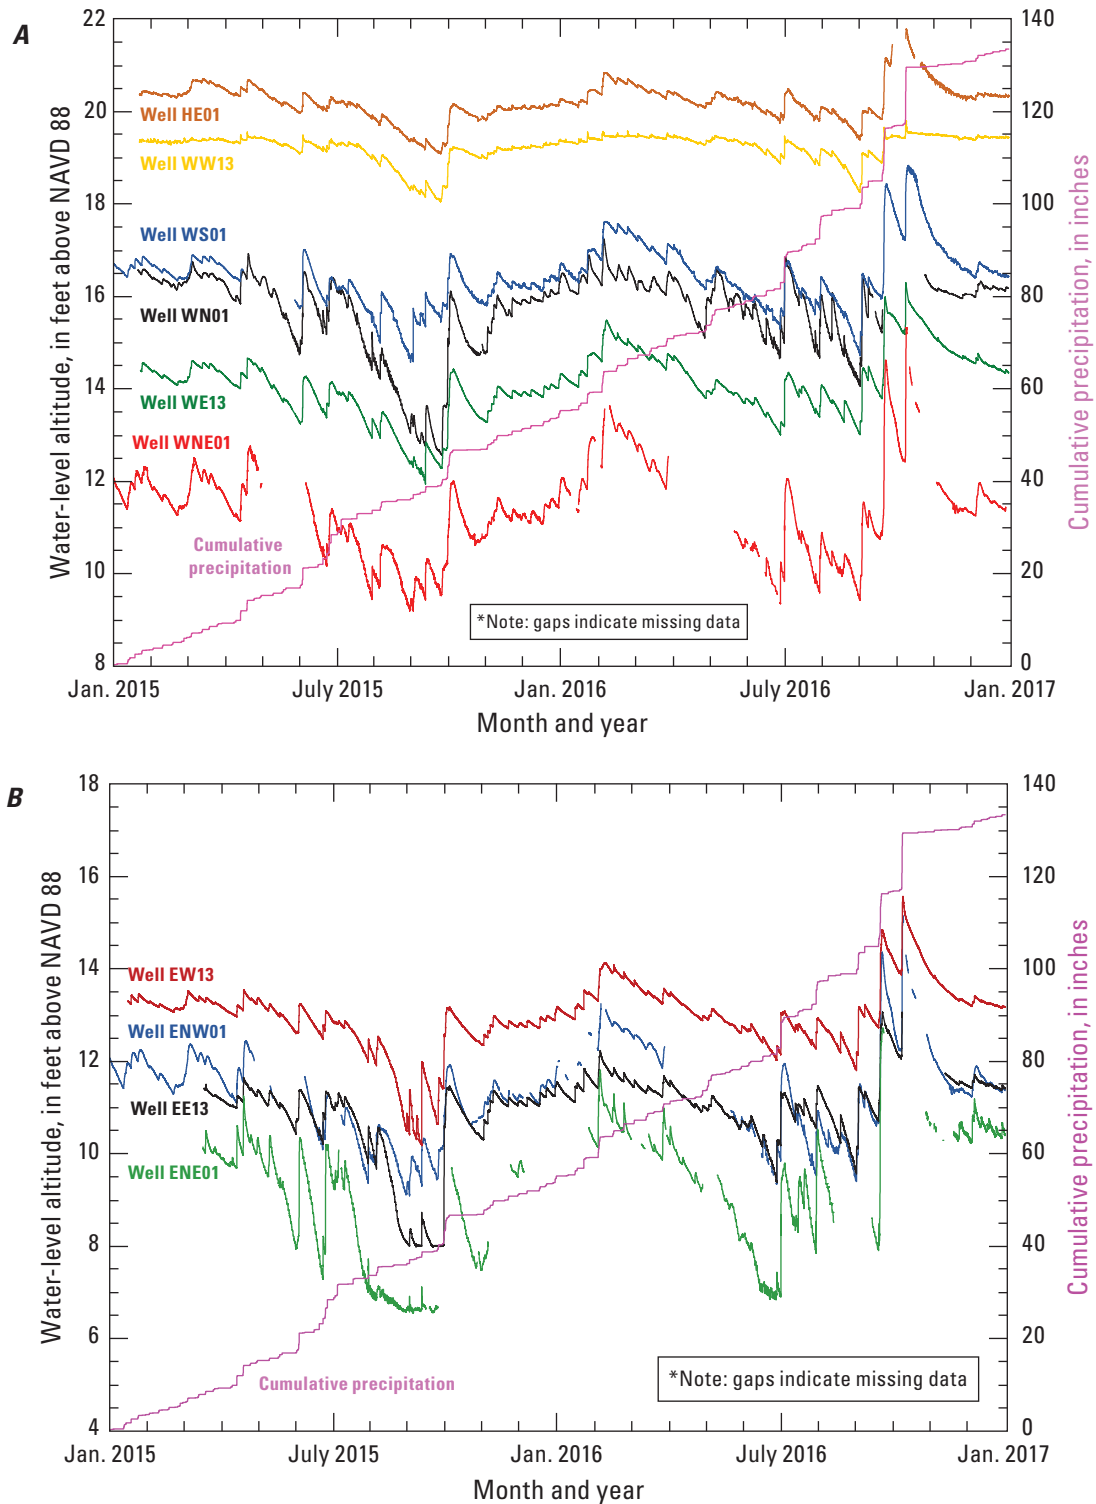 A
22
20
18
16
14
12
10
8
Water-level altitude, in feet above NAVD 88
140
120
100
80
60
40
20
0
Cumulative precipitation, in inches
Well HE01
Well WW13
Well WS01
Well WN01
Well WE13
Well WNE01
Cumulative
precipitation
*Note: gaps indicate missing data
Jan. 2015
July 2015
Jan. 2016
July 2016
Jan. 2017
Month and year
B
18
16
14
12
10
8
6
4
Water-level altitude, in feet above NAVD 88
140
120
100
80
60
40
20
0
Cumulative precipitation, in inches
Well EW13
Well ENW01
Well EE13
Well ENE01
Cumulative precipitation
*Note: gaps indicate missing data
Jan. 2015
July 2015
Jan. 2016
July 2016
Jan. 2017
Month and year